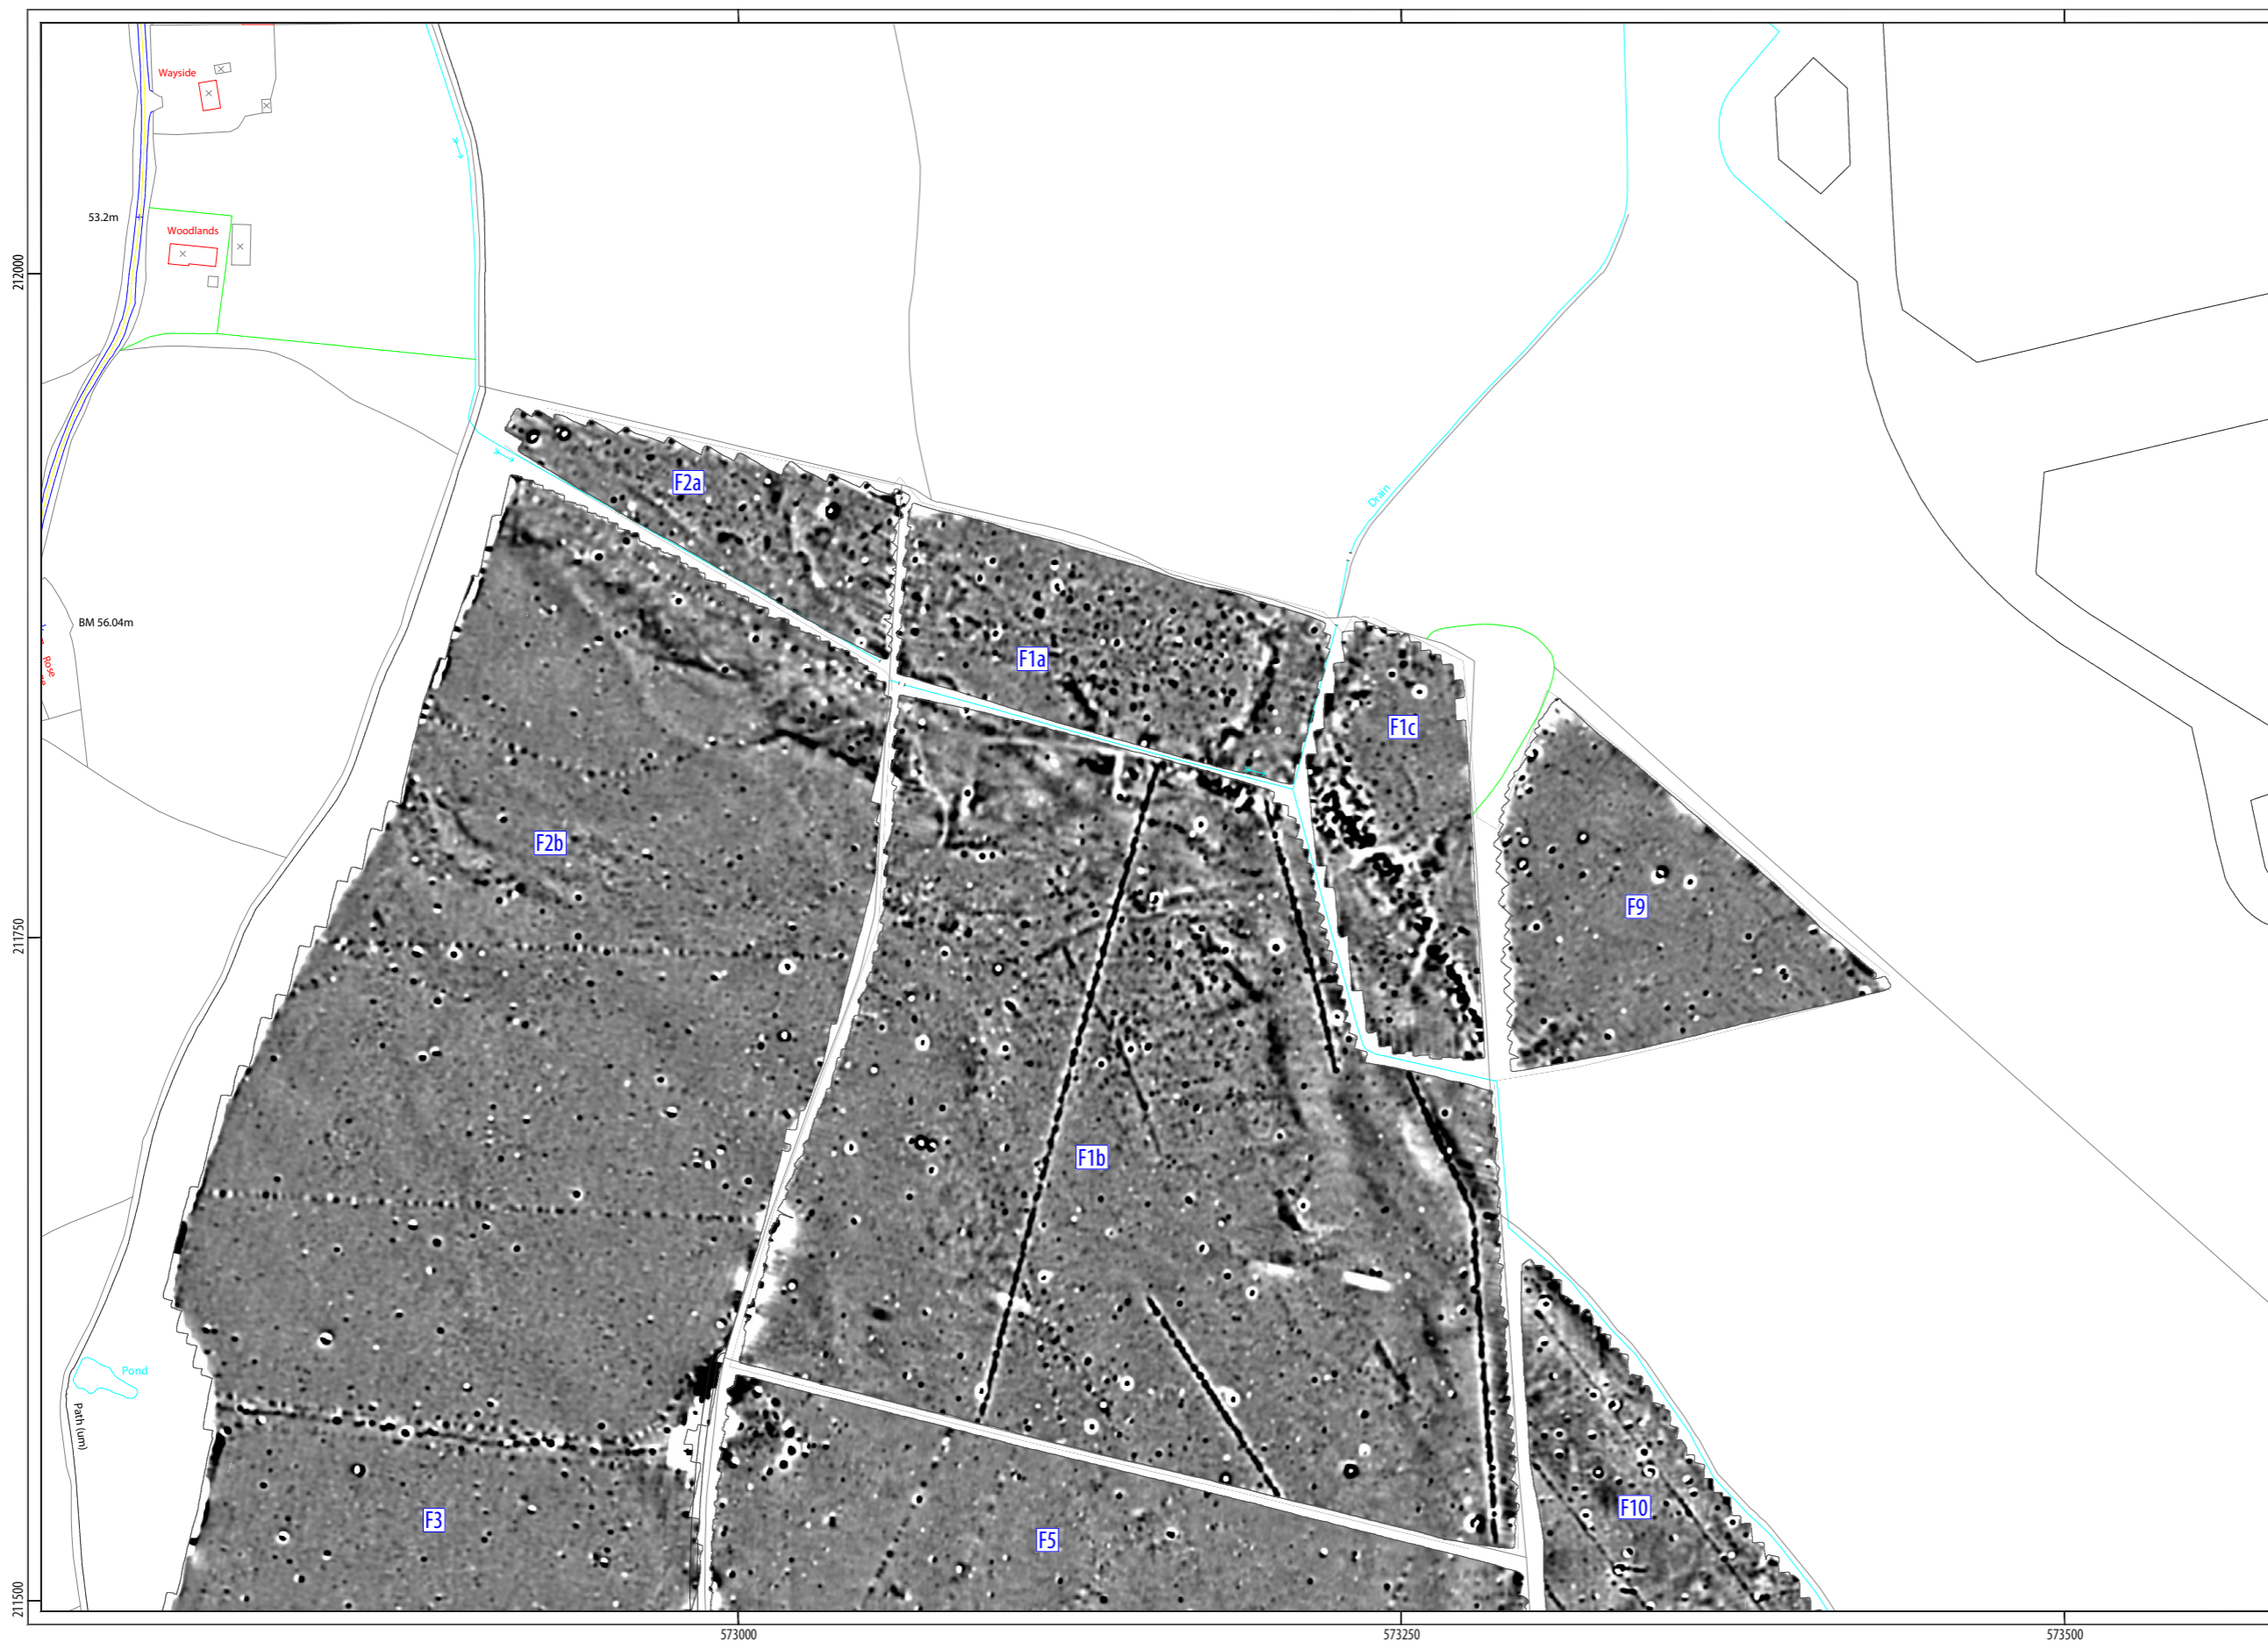 Wayside
53.2m
Woodlands
212000
F2a
Drain
BM 56.04m
Rose
F1a
F1c
F2b
F9
211750
F1b
Pond
Path (um)
F3
F10
F5
211500
573000
573250
573500